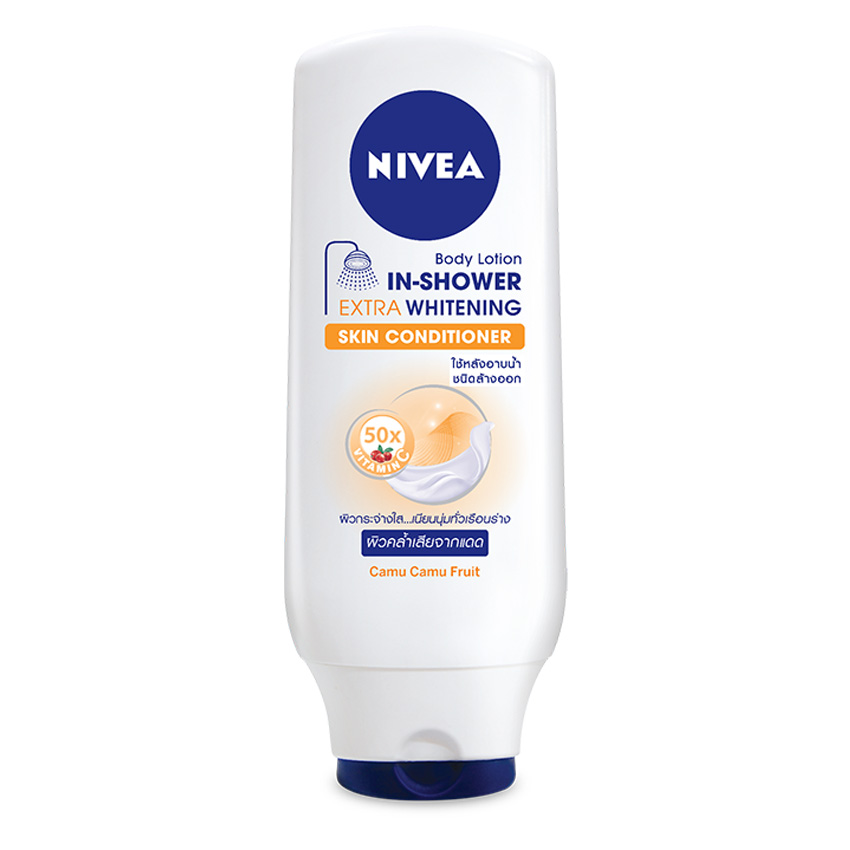 NIVEA
Body Lotion
IN-SHOWER
EXTRA WHITENING
SKIN CONDITIONER
ใช้หลังอาบน้ำ
ชนิดล้างออก
50x
VITAMIN C
ผิวกระจ่างใส...เนียนนุ่มทั่วเรือนร่าง
ผิวคล้ำเสียจากแดด
Camu Camu Fruit